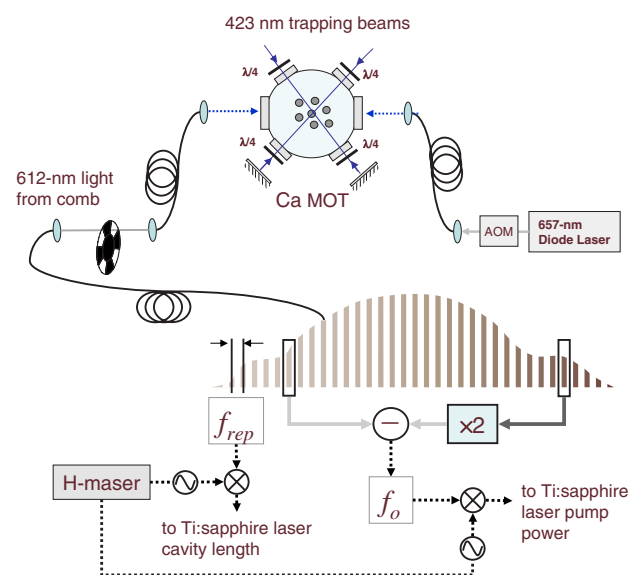 423 nm trapping beams
λ/4
λ/4
λ/4
λ/4
Ca MOT
612-nm light
from comb
AOM
657-nm
Diode Laser
f_rep
−
×2
H-maser
f_o
to Ti:sapphire laser
cavity length
to Ti:sapphire
laser pump
power